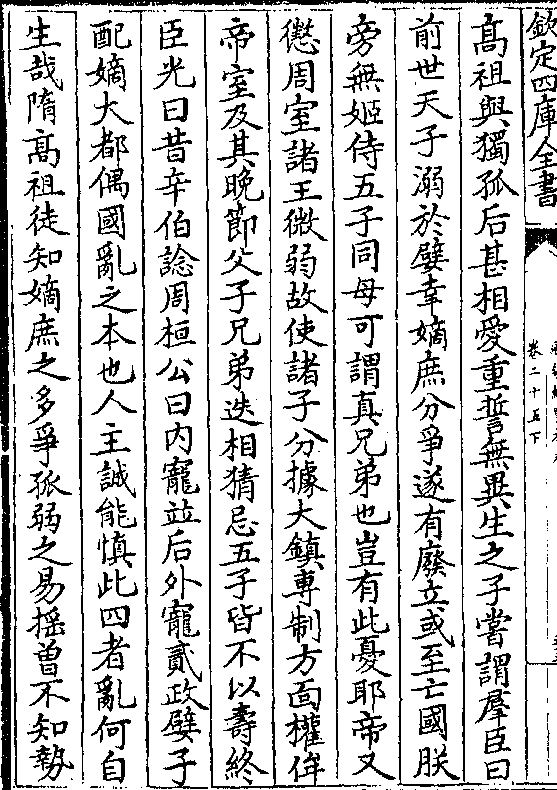 欽定四庫全書
卷二十五下
高祖與獨孤后甚相愛重誓無異生之子嘗謂羣臣曰
前世天子溺於嬖幸嫡庶分爭遂有廢立或至亡國朕
旁無姬侍五子同母可謂真兄弟也豈有此憂耶帝又
懲周室諸王微弱故使諸子分據大鎮專制方面權侔
帝室及其晚節父子兄弟迭相猜忌五子皆不以壽終
臣光曰昔辛伯諗周桓公曰内寵並后外寵貳政嬖子
配嫡大都偶國亂之本也人主誠能慎此四者亂何自
生哉隋高祖徒知嫡庶之多爭孤弱之易揺曾不知勢